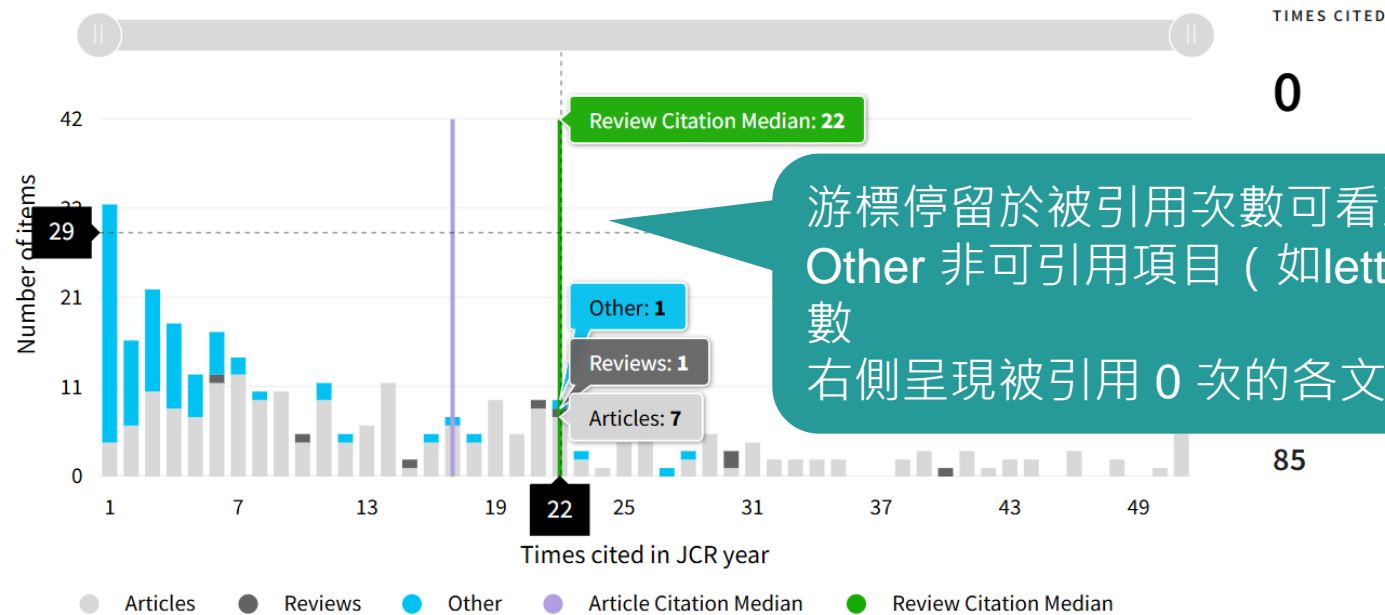 TIMES CITED
0
42
Review Citation Median: 22
游標停留於被引用次數可看
Other 非可引用項目（如lett
數
右側呈現被引用 0 次的各文
Number of items
29
21
Other: 1
Reviews: 1
11
Articles: 7
0
85
1
7
13
19
22
25
31
37
43
49
Times cited in JCR year
Articles
Reviews
Other
Article Citation Median
Review Citation Median